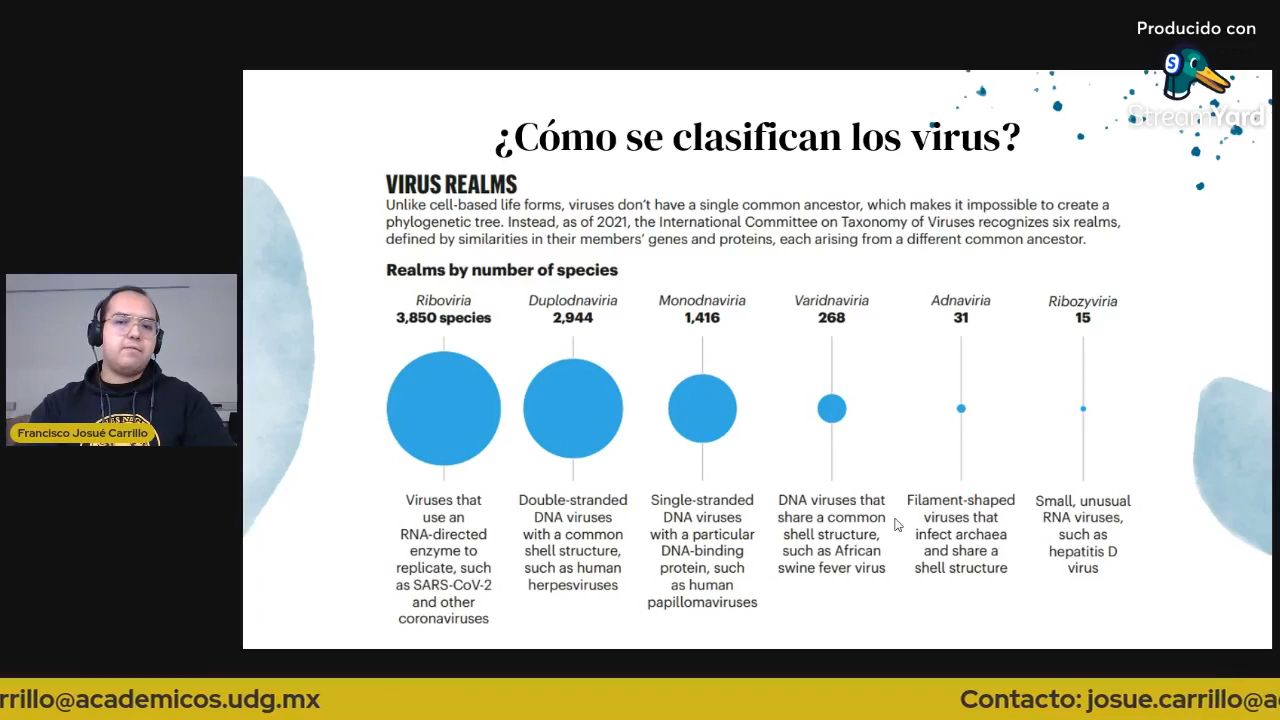 Producido con
StreamYard
¿Cómo se clasifican los virus?
VIRUS REALMS
Unlike cell-based life forms, viruses don't have a single common ancestor, which makes it impossible to create a
phylogenetic tree. Instead, as of 2021, the International Committee on Taxonomy of Viruses recognizes six realms,
defined by similarities in their members' genes and proteins, each arising from a different common ancestor.
Realms by number of species
Riboviria
3,850 species
Viruses that
use an
RNA-directed
enzyme to
replicate, such
as SARS-CoV-2
and other
coronaviruses
Duplodnaviria
2,944
Double-stranded
DNA viruses
with a common
shell structure,
such as human
herpesviruses
Monodnaviria
1,416
Single-stranded
DNA viruses
with a particular
DNA-binding
protein, such
as human
papillomaviruses
Varidnaviria
268
DNA viruses that
share a common
shell structure,
such as African
swine fever virus
Adnaviria
31
Filament-shaped
viruses that
infect archaea
and share a
shell structure
Ribozyviria
15
Small, unusual
RNA viruses,
such as
hepatitis D
virus
Francisco Josué Carrillo
rrillo@academicos.udg.mx
Contacto: josue.carrillo@a